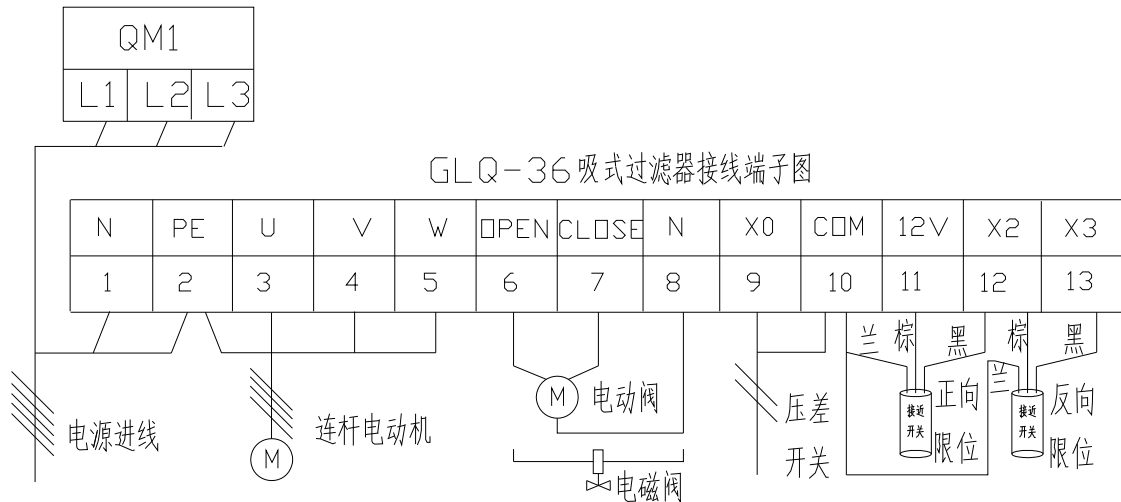 QM1
L1 L2 L3
GLQ-36吸式过滤器接线端子图
N PE U V W OPEN CLOSE N X0 COM 12V X2 X3
1 2 3 4 5 6 7 8 9 10 11 12 13
兰 棕 黑 棕 黑
兰
电源进线
连杆电动机
M
M
电动阀
电磁阀
压差
开关
接近
开关
正向
限位
接近
开关
反向
限位